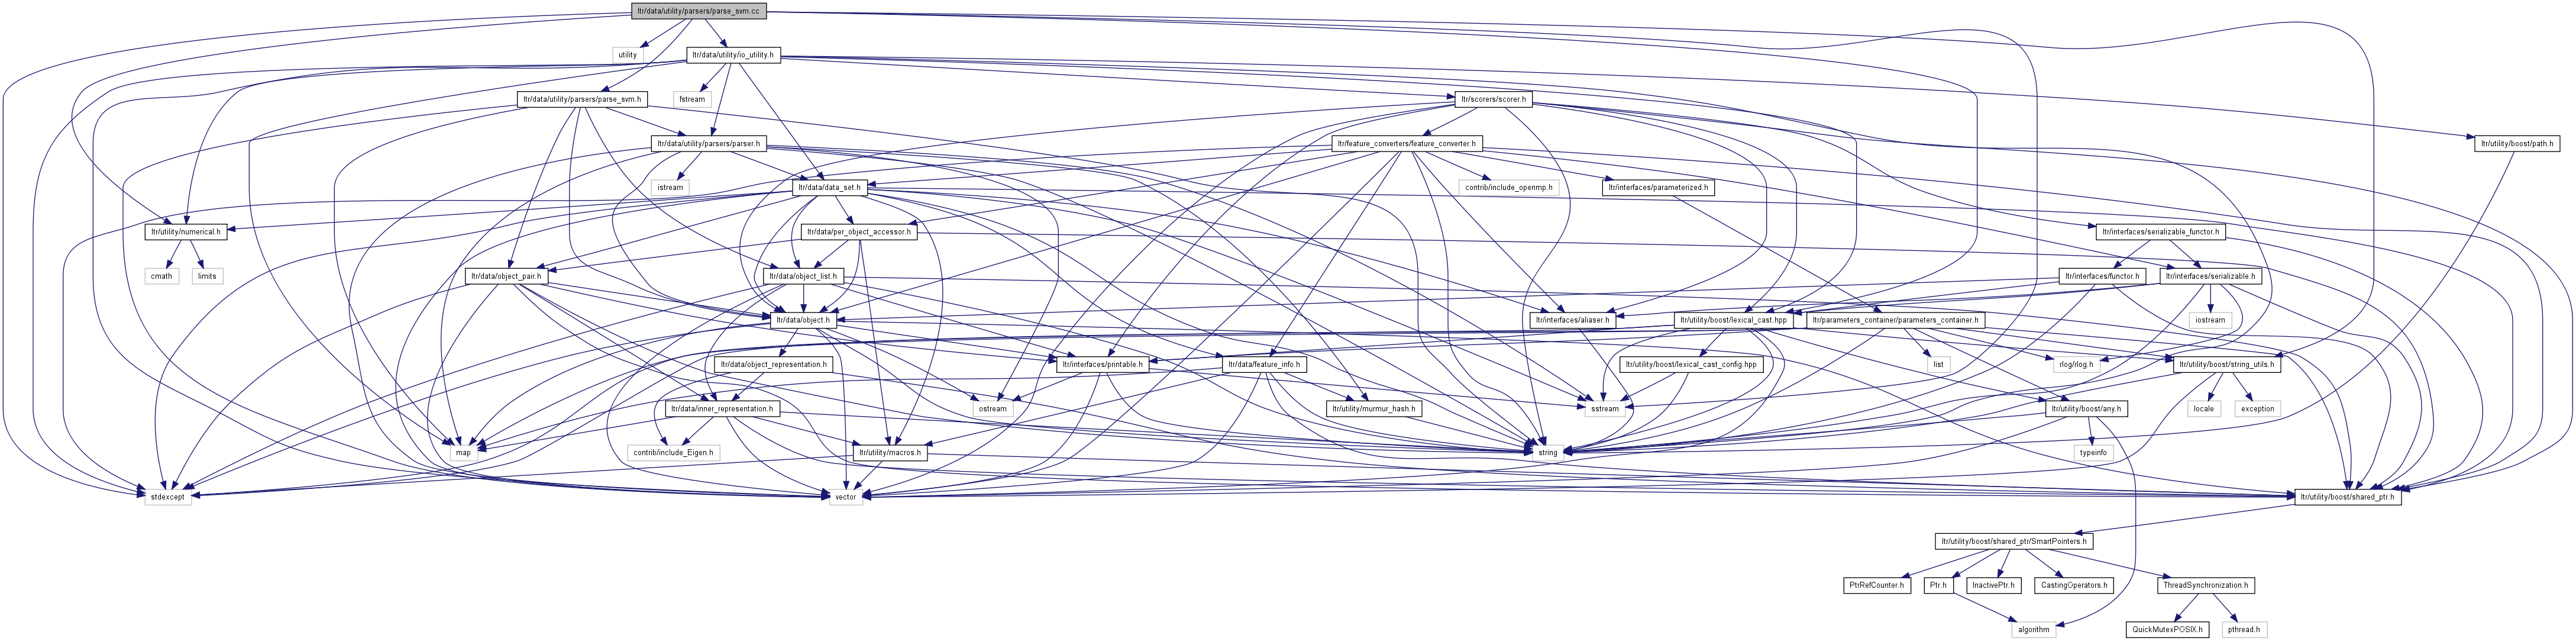 ltr/data/utility/parsers/parse_svm.cc
utility
ltr/data/utility/io_utility.h
ltr/data/utility/parsers/parse_svm.h
fstream
ltr/scorers/scorer.h
ltr/data/utility/parsers/parser.h
ltr/feature_converters/feature_converter.h
ltr/utility/boost/path.h
istream
ltr/data/data_set.h
contrib/include_openmp.h
ltr/interfaces/parameterized.h
ltr/utility/numerical.h
ltr/data/per_object_accessor.h
ltr/interfaces/serializable_functor.h
cmath
limits
ltr/data/object_pair.h
ltr/data/object_list.h
ltr/interfaces/functor.h
ltr/interfaces/serializable.h
ltr/data/object.h
ltr/interfaces/aliaser.h
ltr/utility/boost/lexical_cast.hpp
ltr/parameters_container/parameters_container.h
iostream
ltr/data/object_representation.h
ltr/interfaces/printable.h
ltr/data/feature_info.h
ltr/utility/boost/lexical_cast_config.hpp
list
rlog/rlog.h
ltr/utility/boost/string_utils.h
ltr/data/inner_representation.h
ostream
ltr/utility/murmur_hash.h
sstream
ltr/utility/boost/any.h
locale
exception
map
contrib/include_Eigen.h
ltr/utility/macros.h
string
typeinfo
stdexcept
vector
ltr/utility/boost/shared_ptr.h
ltr/utility/boost/shared_ptr/SmartPointers.h
PtrRefCounter.h
Ptr.h
InactivePtr.h
CastingOperators.h
ThreadSynchronization.h
algorithm
QuickMutexPOSIX.h
pthread.h